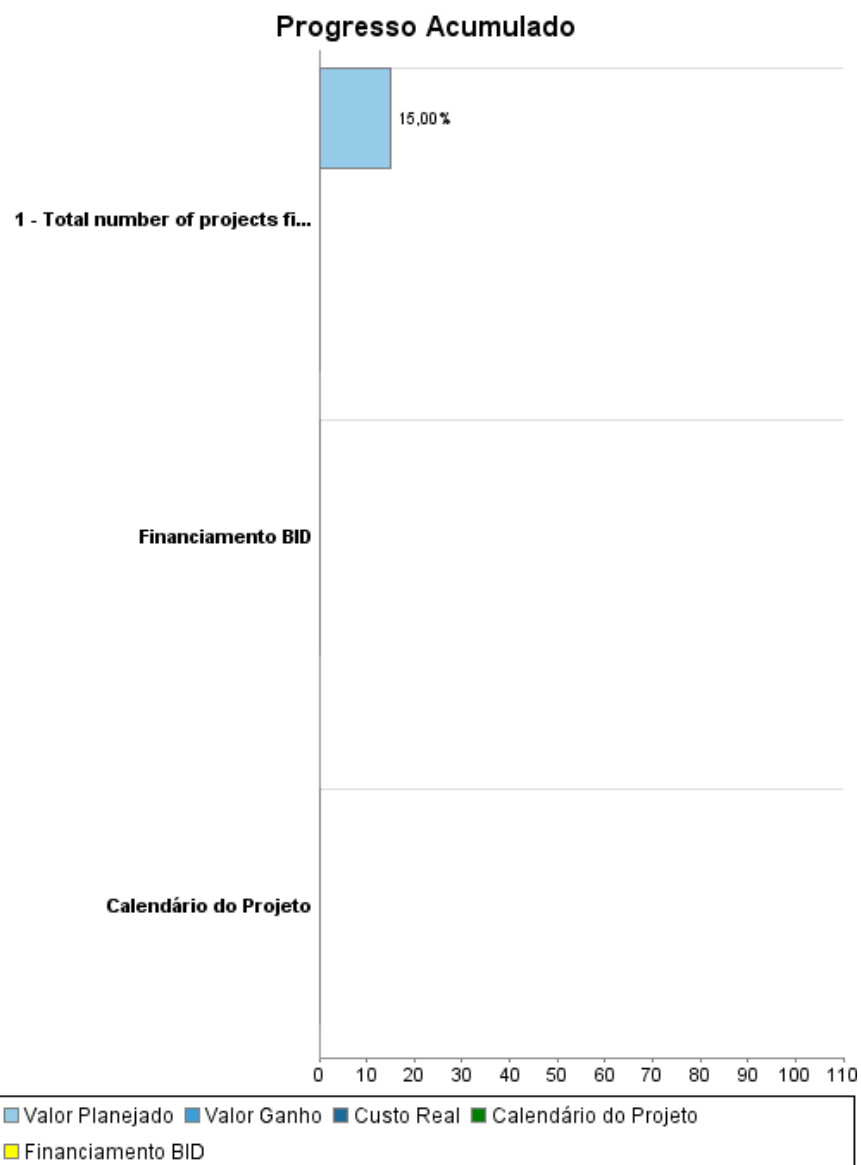 Progresso Acumulado
15,00%
1 - Total number of projects fi...
Financiamento BID
Calendário do Projeto
0 10 20 30 40 50 60 70 80 90 100 110
Valor Planejado Valor Ganho Custo Real Calendário do Projeto
Financiamento BID